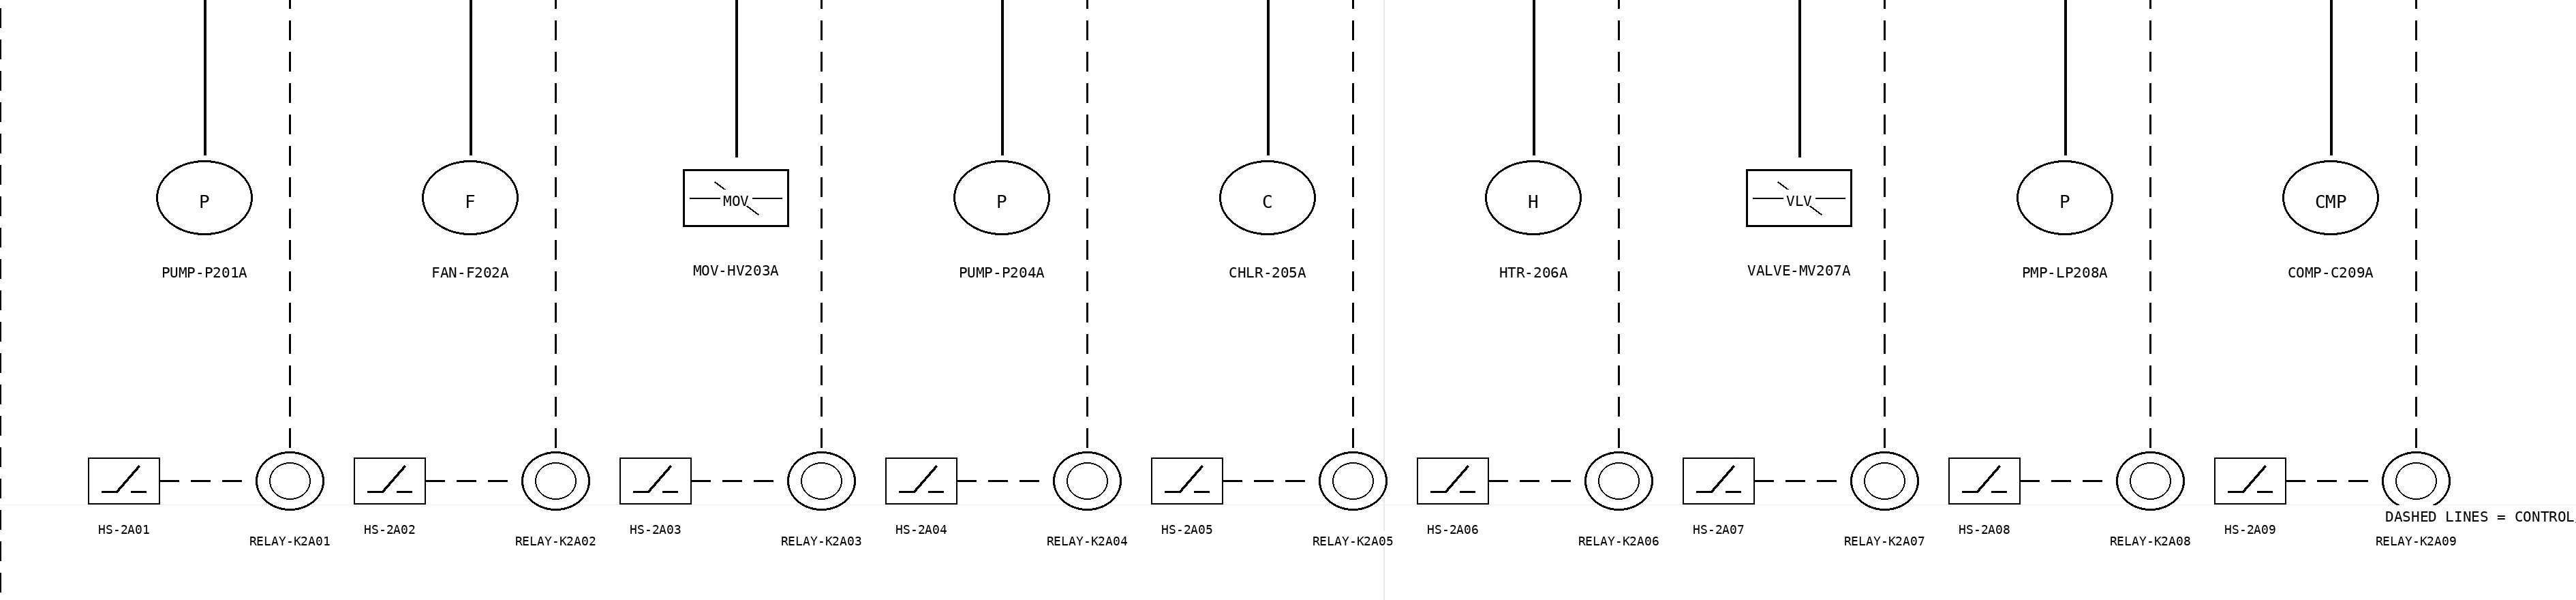 P F MOV P C H VLV P CMP
PUMP-P201A FAN-F202A MOV-HV203A PUMP-P204A CHLR-205A HTR-206A VALVE-MV207A PMP-LP208A COMP-C209A
DASHED LINES = CONTROL
HS-2A01 HS-2A02 HS-2A03 HS-2A04 HS-2A05 HS-2A06 HS-2A07 HS-2A08 HS-2A09
RELAY-K2A01 RELAY-K2A02 RELAY-K2A03 RELAY-K2A04 RELAY-K2A05 RELAY-K2A06 RELAY-K2A07 RELAY-K2A08 RELAY-K2A09